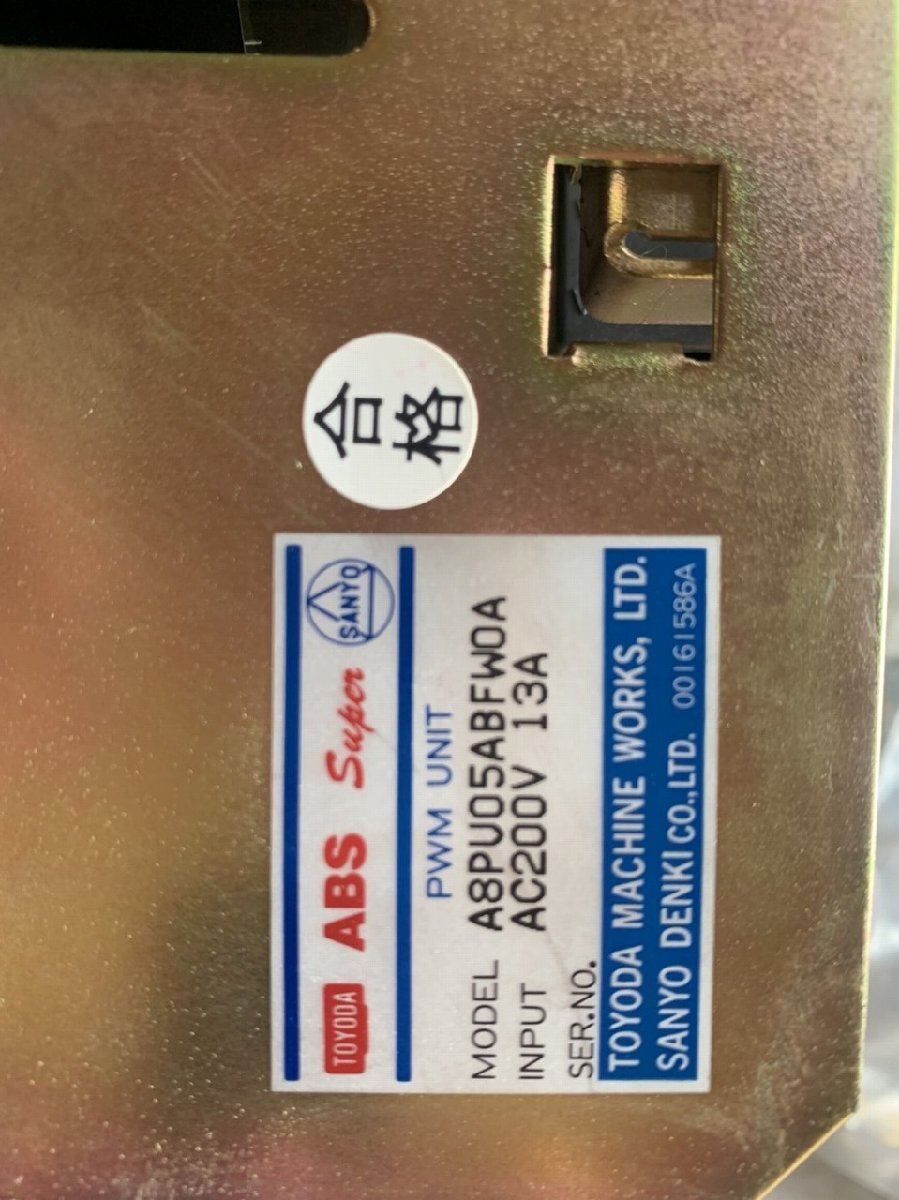 TOYODA ABS Super SANYO
PWM UNIT
MODEL A8PU05ABFW0A
INPUT AC200V 13A
SER.NO.
TOYODA MACHINE WORKS, LTD.
SANYO DENKI CO.,LTD. 00161586A
合格